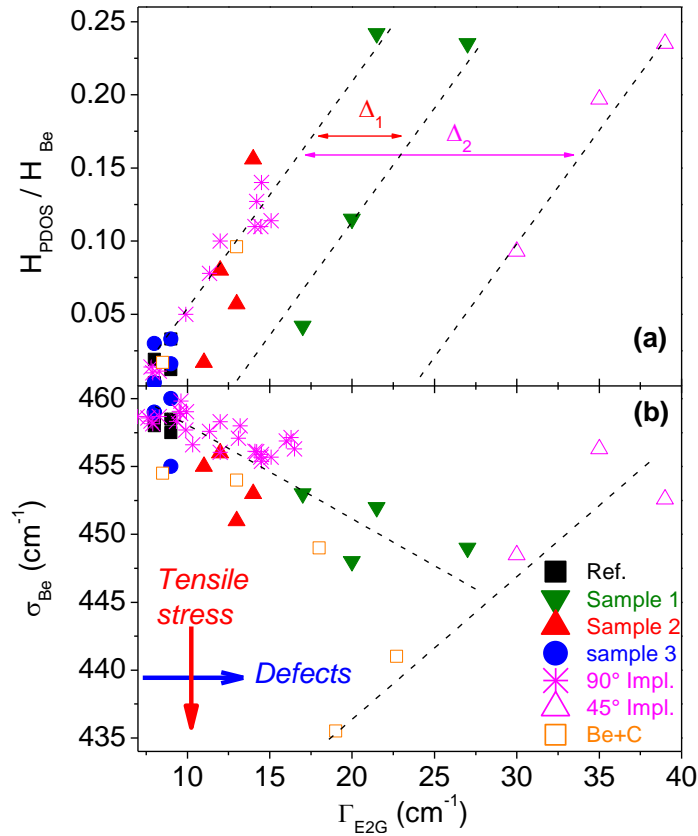 0.25
0.20
0.15
0.10
0.05
H_PDOS / H_Be
Δ₁
Δ₂
(a)
460
455
450
445
440
435
σ_Be (cm⁻¹)
(b)
Tensile
stress
Defects
Ref.
Sample 1
Sample 2
sample 3
90° Impl.
45° Impl.
Be+C
10 15 20 25 30 35 40
Γ_E2G (cm⁻¹)